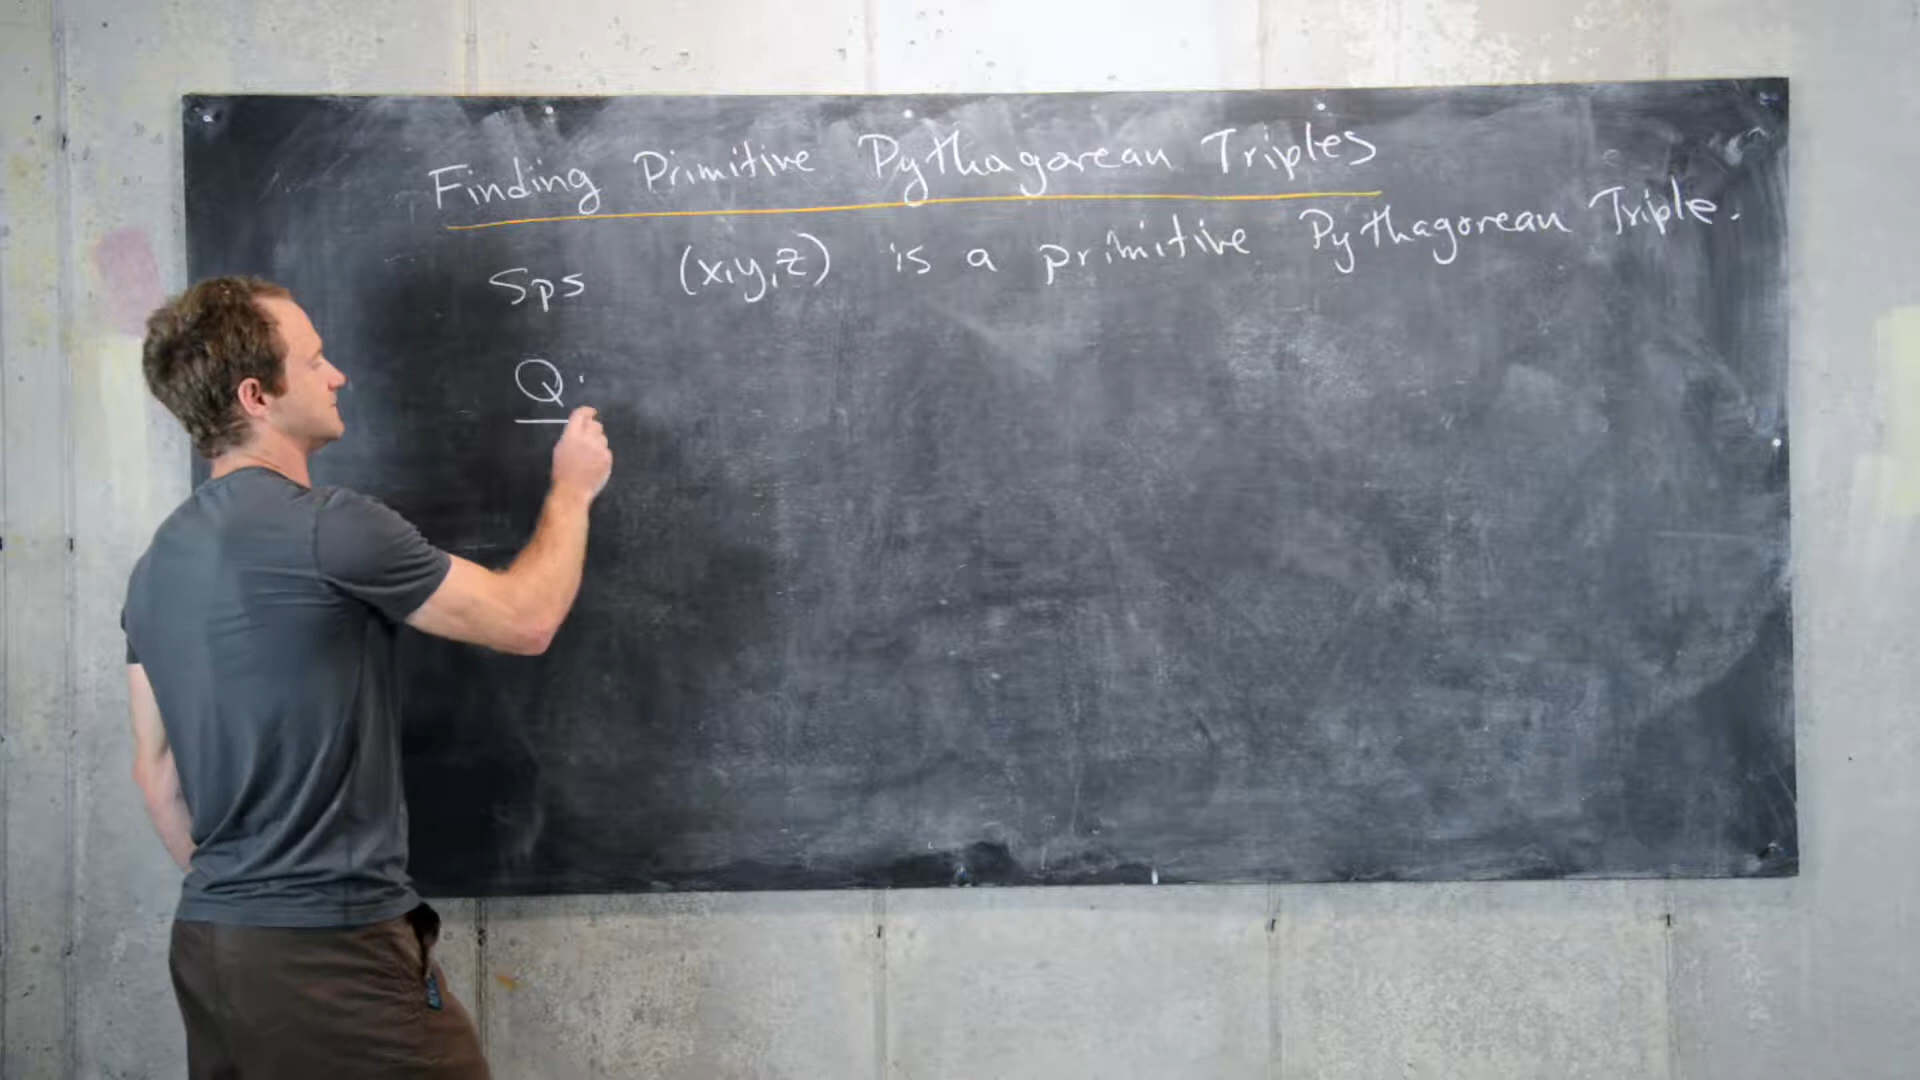 Finding Primitive Pythagorean Triples
Sps (x,y,z) is a primitive Pythagorean Triple.
Q.